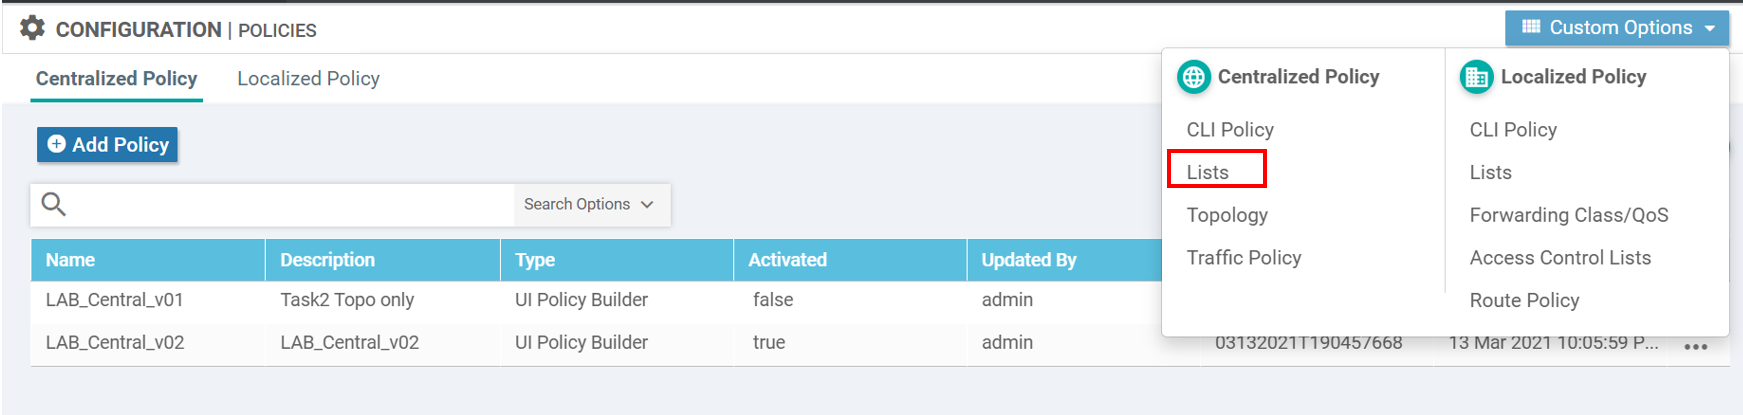 CONFIGURATION | POLICIES
Custom Options
Centralized Policy
Localized Policy
Centralized Policy
CLI Policy
Lists
Topology
Traffic Policy
Localized Policy
CLI Policy
Lists
Forwarding Class/QoS
Access Control Lists
Route Policy
Add Policy
Search Options
Name Description Type Activated Updated By
LAB_Central_v01 Task2 Topo only UI Policy Builder false admin
LAB_Central_v02 LAB_Central_v02 UI Policy Builder true admin 03132021T190457668 13 Mar 2021 10:05:59 P... •••